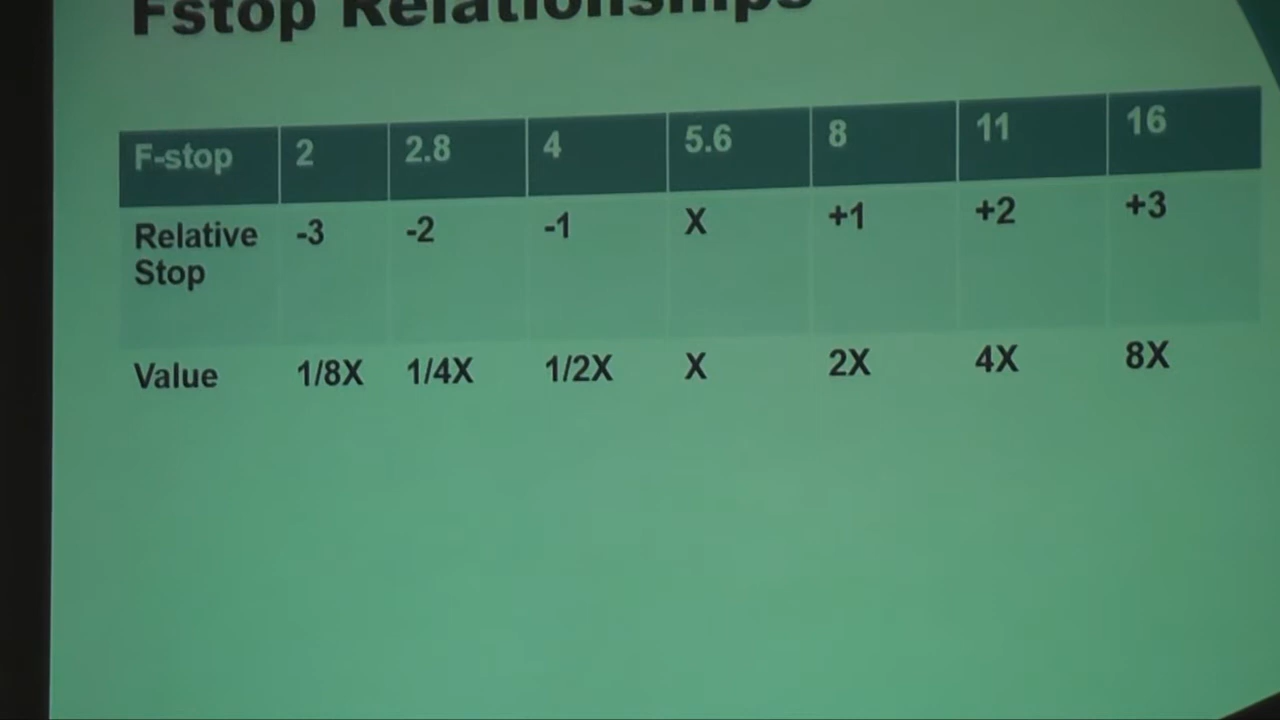 Fstop Relationships
F-stop 2 2.8 4 5.6 8 11 16
Relative Stop -3 -2 -1 X +1 +2 +3
Value 1/8X 1/4X 1/2X X 2X 4X 8X